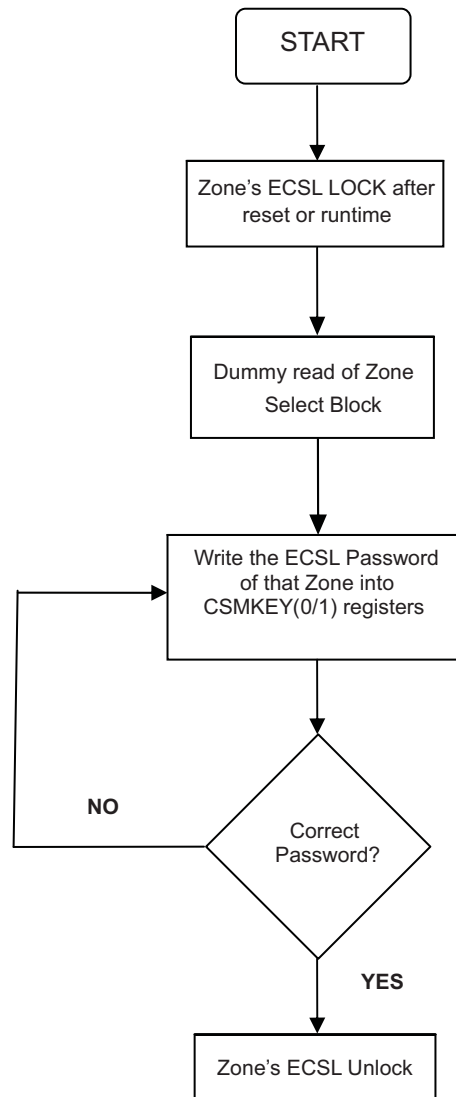 START
Zone's ECSL LOCK after
reset or runtime
Dummy read of Zone
Select Block
Write the ECSL Password
of that Zone into
CSMKEY(0/1) registers
NO
Correct
Password?
YES
Zone's ECSL Unlock